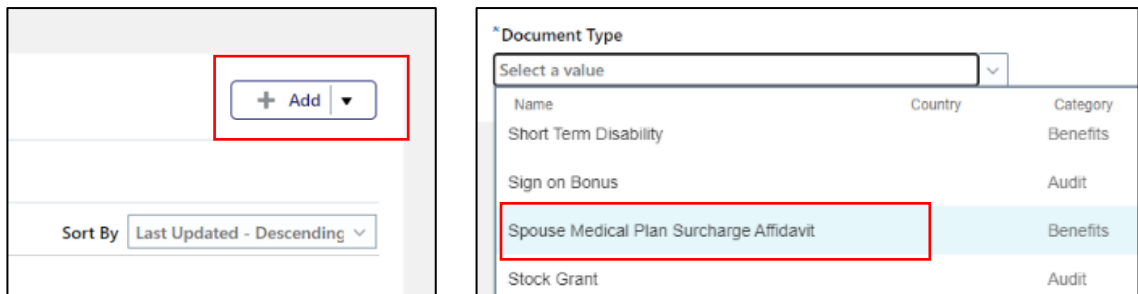 + Add
Sort By Last Updated - Descending
*Document Type
Select a value
Name Country Category
Short Term Disability Benefits
Sign on Bonus Audit
Spouse Medical Plan Surcharge Affidavit Benefits
Stock Grant Audit